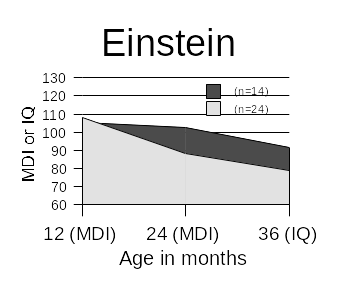 Einstein
130
120
110
100
90
80
70
60
MDI or IQ
(n=14)
(n=24)
12 (MDI) 24 (MDI) 36 (IQ)
Age in months